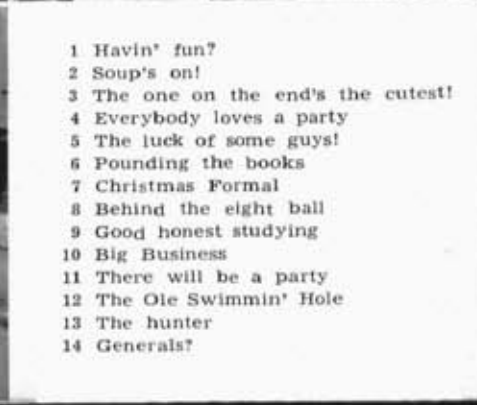 1 Havin' fun?
2 Soup's on!
3 The one on the end's the cutest!
4 Everybody loves a party
5 The luck of some guys!
6 Pounding the books
7 Christmas Formal
8 Behind the eight ball
9 Good honest studying
10 Big Business
11 There will be a party
12 The Ole Swimmin' Hole
13 The hunter
14 Generals?